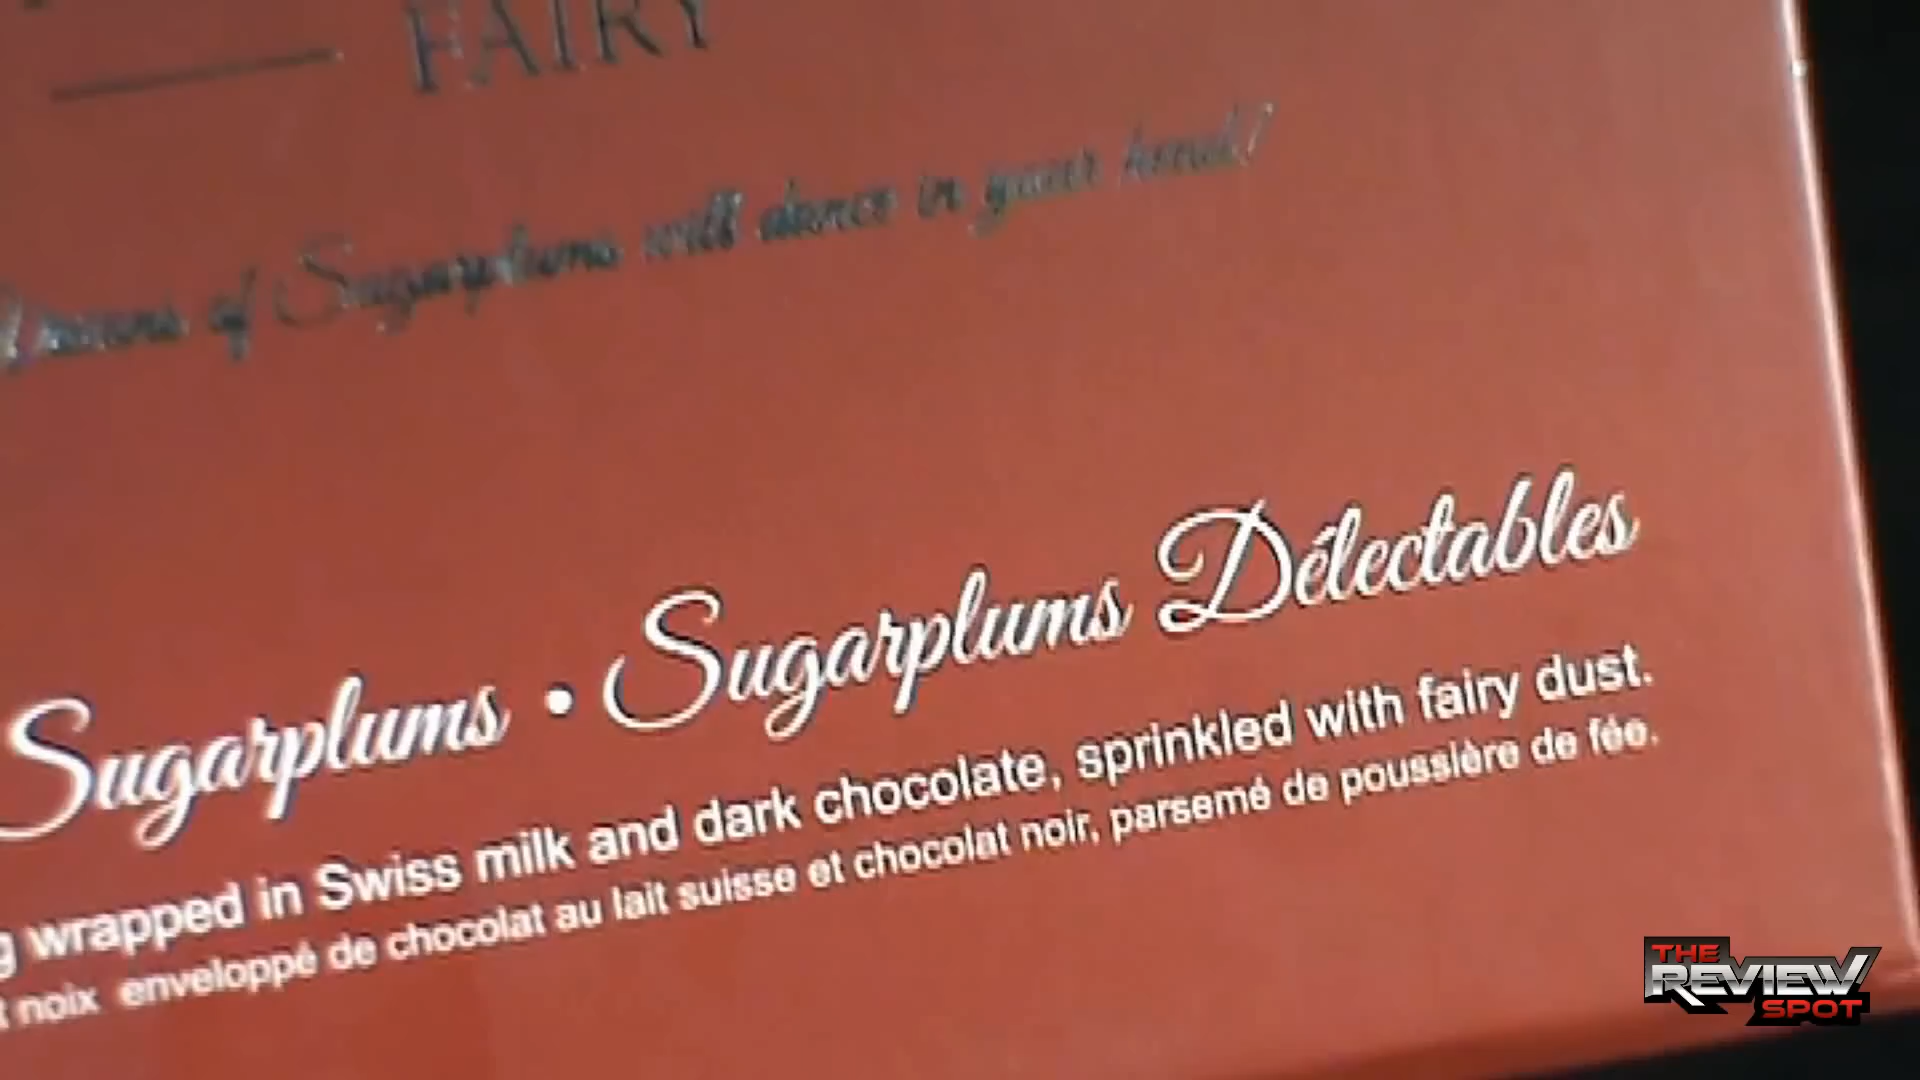 FAIRY
Dreams of Sugarplums will dance in your head!
Sugarplums • Sugarplums Délectables
g wrapped in Swiss milk and dark chocolate, sprinkled with fairy dust.
t noix enveloppé de chocolat au lait suisse et chocolat noir, parsemé de poussière de fée.
THE
REVIEW
SPOT